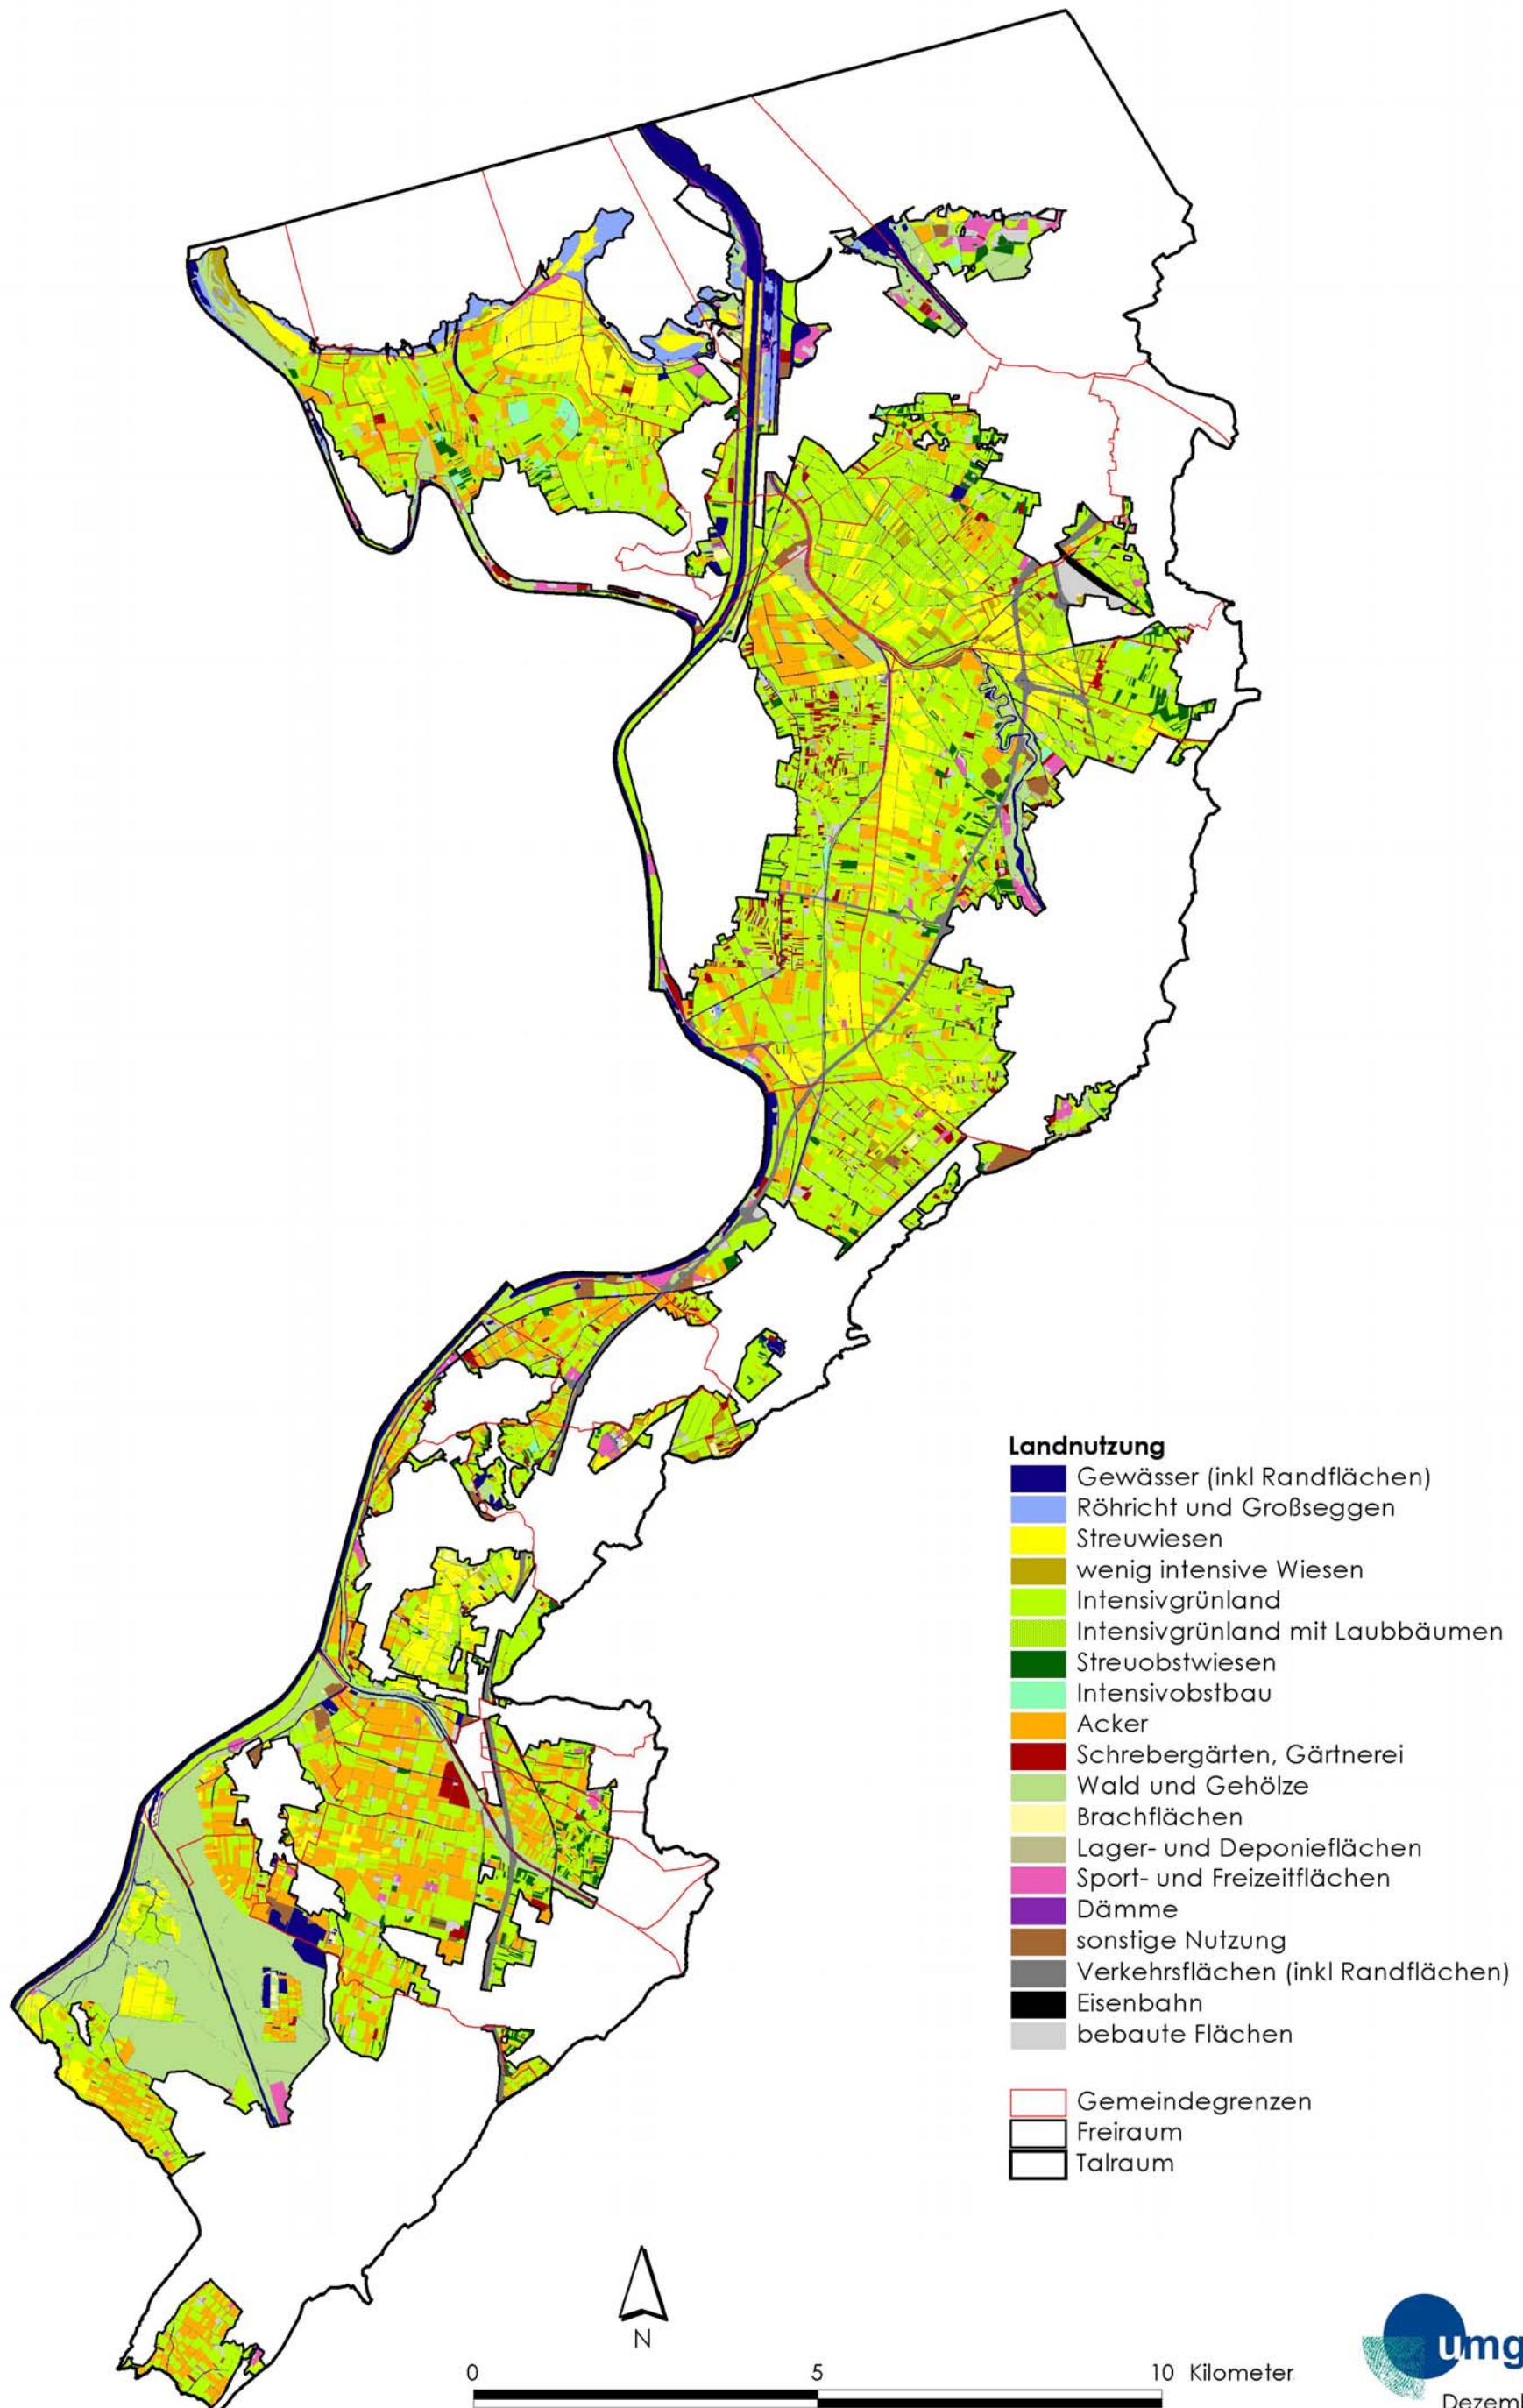 Landnutzung
Gewässer (inkl Randflächen)
Röhricht und Großseggen
Streuwiesen
wenig intensive Wiesen
Intensivgrünland
Intensivgrünland mit Laubbäumen
Streuobstwiesen
Intensivobstbau
Acker
Schrebergärten, Gärtnerei
Wald und Gehölze
Brachflächen
Lager- und Deponieflächen
Sport- und Freizeitflächen
Dämme
sonstige Nutzung
Verkehrsflächen (inkl Randflächen)
Eisenbahn
bebaute Flächen
Gemeindegrenzen
Freiraum
Talraum
N
0 5 10 Kilometer
umg